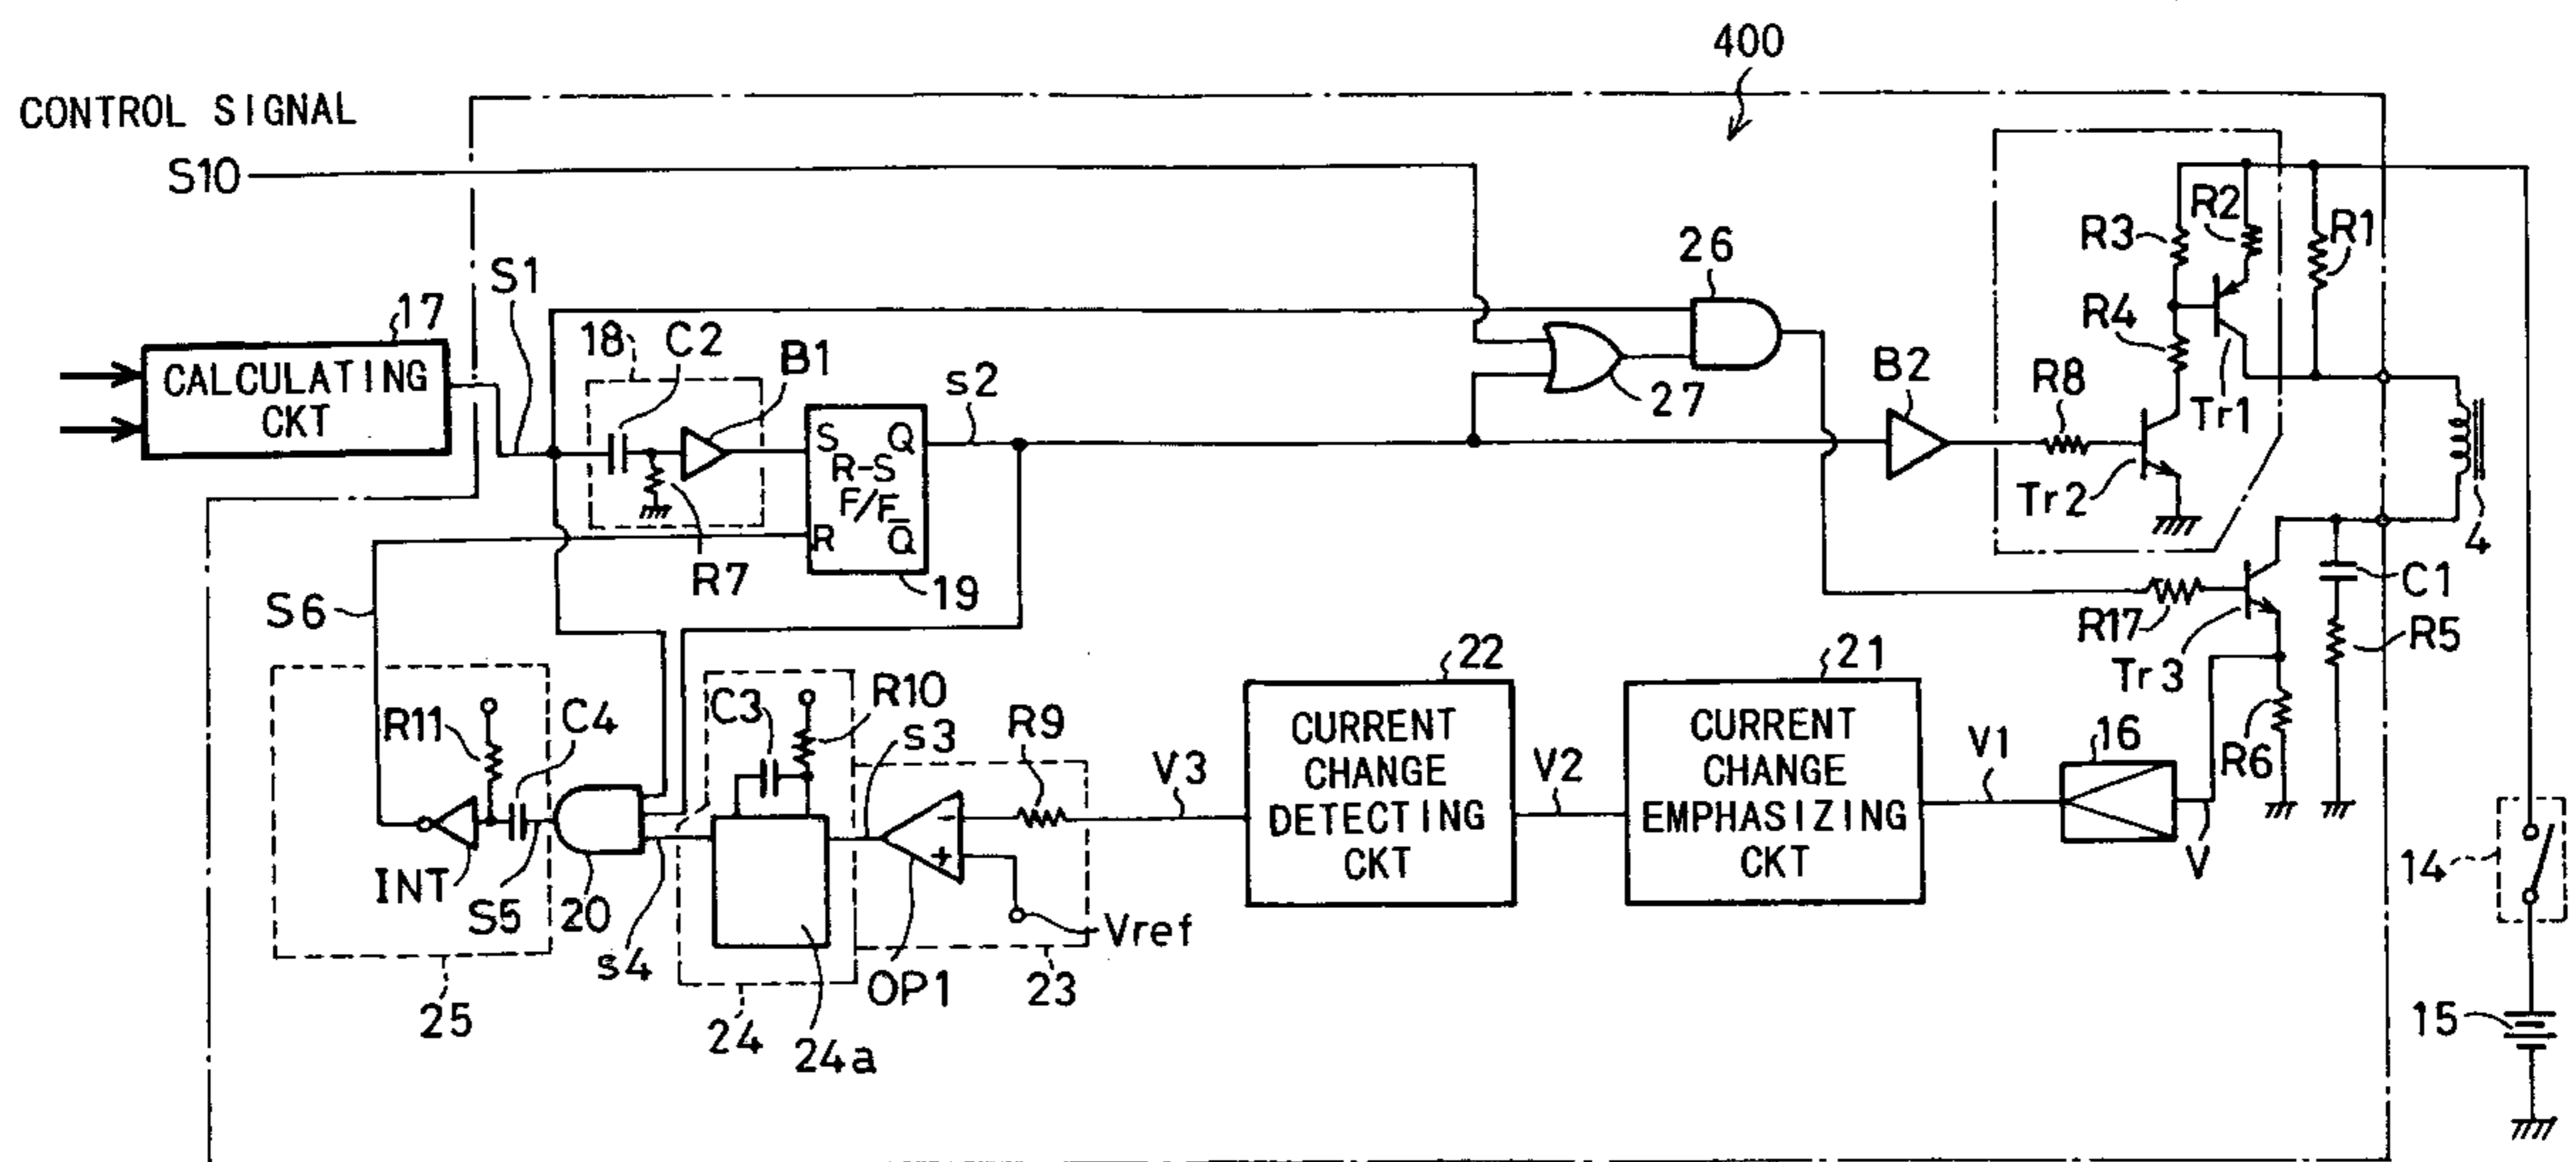 400
CONTROL SIGNAL
S10
R2
R3
R1
26
S1
17
18
C2
B1
R4
CALCULATING
CKT
s2
27
B2
R8
Tr1
S Q
R-S
F/F
R Q̅
Tr2
4
R7
19
C1
S6
R17
R5
22
21
Tr3
R11
C4
C3
R10
s3
R9
CURRENT
CHANGE
DETECTING
CKT
CURRENT
CHANGE
EMPHASIZING
CKT
V3
V2
V1
16
R6
-
+
14
INT
S5
20
V
s4
Vref
OP1
23
25
24
24a
15